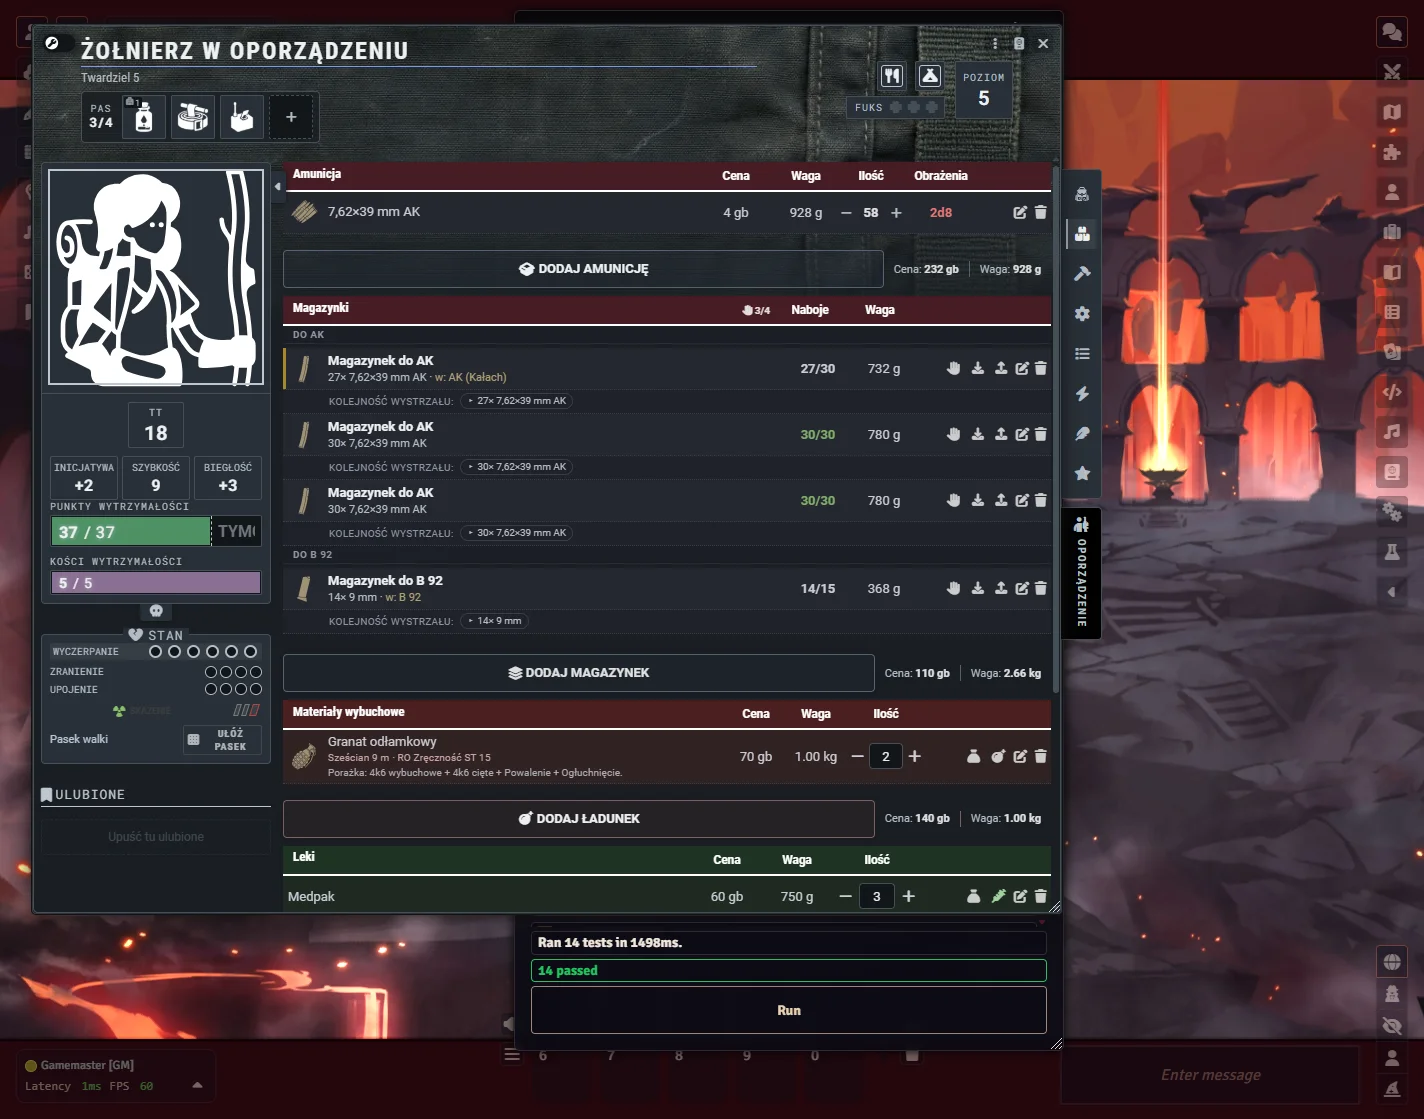 ŻOŁNIERZ W OPORZĄDZENIU
Twardziel 5
PAS
3/4
1
+
FUKS
POZIOM
5
Amunicja Cena Waga Ilość Obrażenia
7,62×39 mm AK 4 gb 928 g — 58 + 2d8
DODAJ AMUNICJĘ Cena: 232 gb Waga: 928 g
Magazynki 3/4 Naboje Waga
DO AK
Magazynek do AK 27/30 732 g
27× 7,62×39 mm AK · w: AK (Kałach)
KOLEJNOŚĆ WYSTRZAŁU: 27× 7,62×39 mm AK
Magazynek do AK 30/30 780 g
30× 7,62×39 mm AK
KOLEJNOŚĆ WYSTRZAŁU: 30× 7,62×39 mm AK
Magazynek do AK 30/30 780 g
30× 7,62×39 mm AK
KOLEJNOŚĆ WYSTRZAŁU: 30× 7,62×39 mm AK
DO B 92
Magazynek do B 92 14/15 368 g
14× 9 mm · w: B 92
KOLEJNOŚĆ WYSTRZAŁU: 14× 9 mm
DODAJ MAGAZYNEK Cena: 110 gb Waga: 2.66 kg
Materiały wybuchowe Cena Waga Ilość
Granat odłamkowy 70 gb 1.00 kg — 2 +
Sześcian 9 m · RO Zręczność ST 15
Porażka: 4k6 wybuchowe + 4k6 cięte + Powalenie + Ogłuchnięcie.
DODAJ ŁADUNEK Cena: 140 gb Waga: 1.00 kg
Leki Cena Waga Ilość
Medpak 60 gb 750 g — 3 +
TT
18
INICJATYWA SZYBKOŚĆ BIEGŁOŚĆ
+2 9 +3
PUNKTY WYTRZYMAŁOŚCI
37 / 37
KOŚCI WYTRZYMAŁOŚCI
5 / 5
STAN
WYCZERPANIE
ZRANIENIE
UPOJENIE
SKAŻENIE
Pasek walki UŁÓŻ
PASEK
ULUBIONE
Upuść tu ulubione
OPORZĄDZENIE
Ran 14 tests in 1498ms.
14 passed
Run
6 7 8 9 0
Gamemaster [GM]
Latency 1ms FPS 60
Enter message